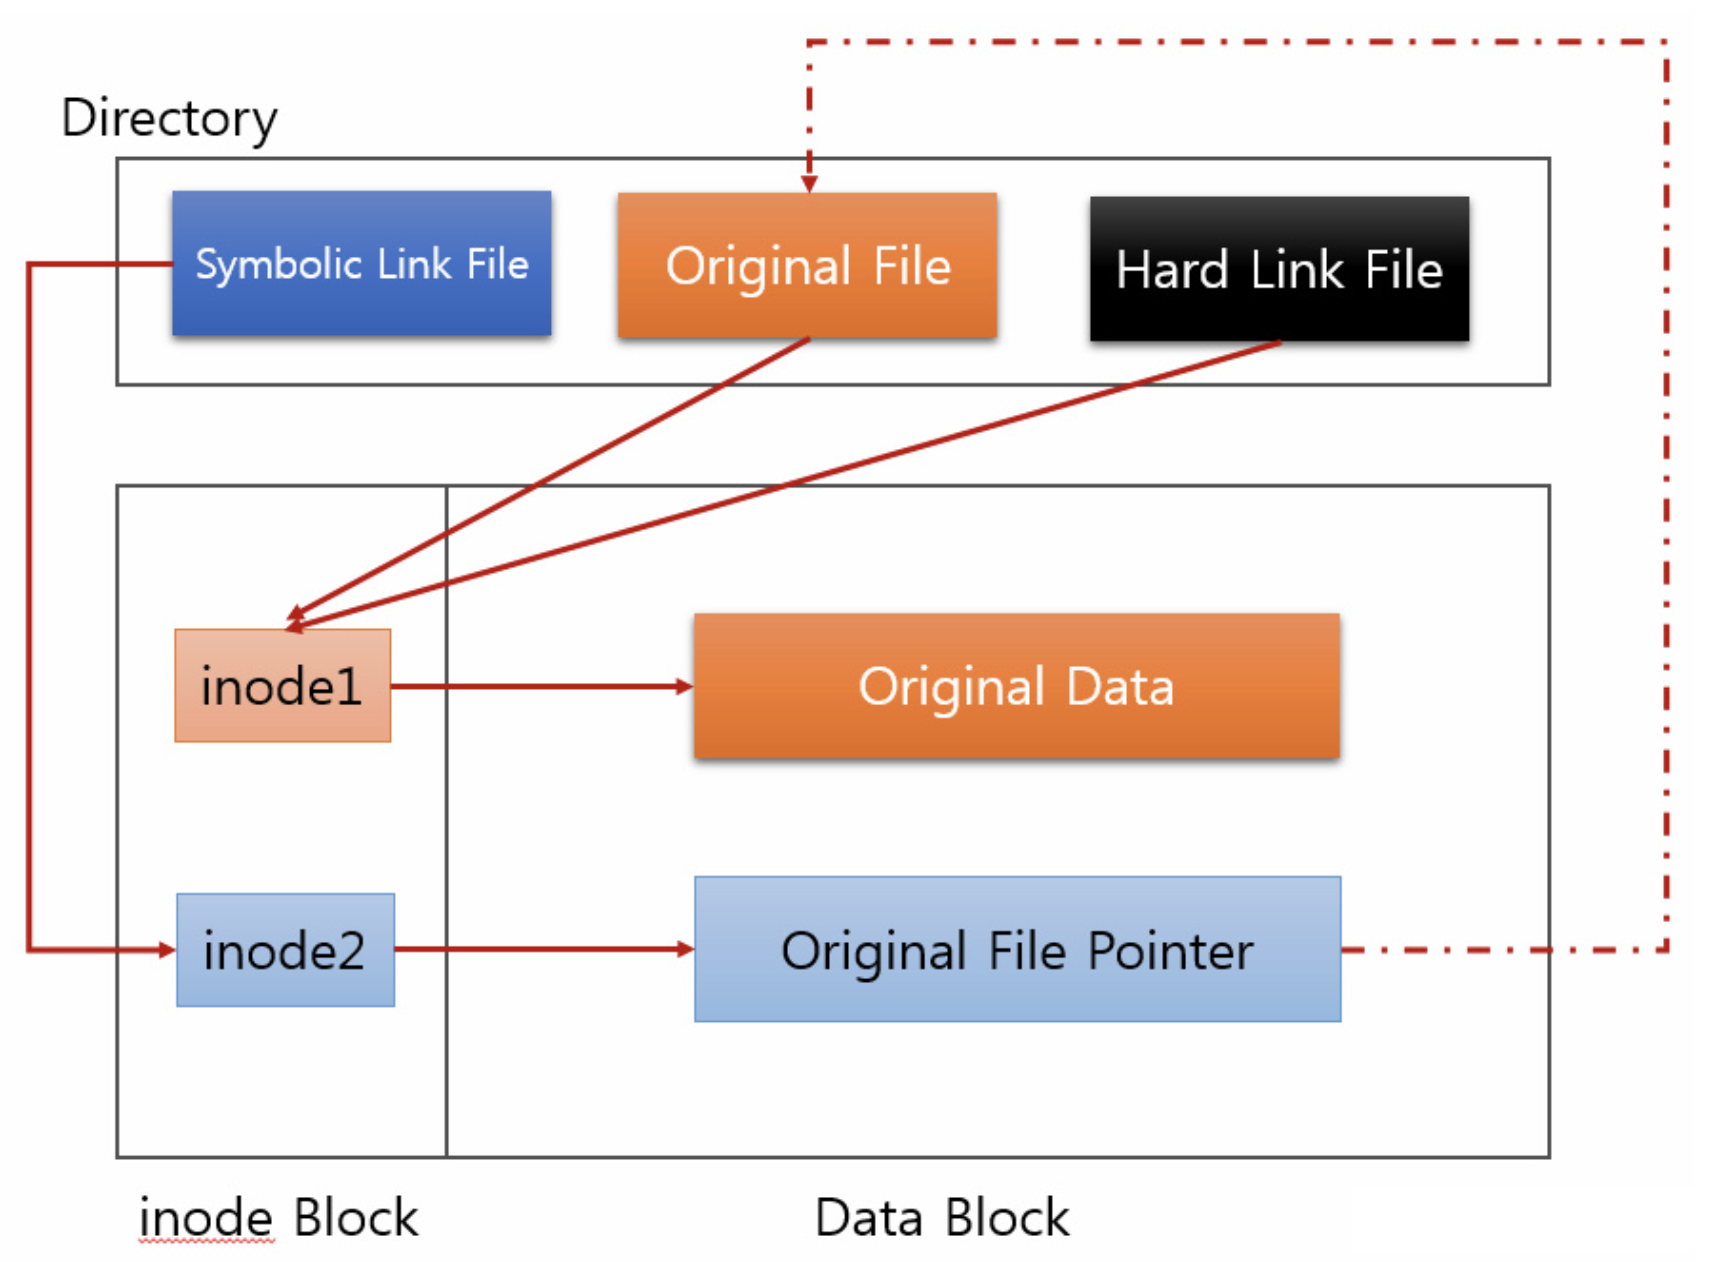 Directory
Symbolic Link File
Original File
Hard Link File
inode1
Original Data
inode2
Original File Pointer
inode Block
Data Block